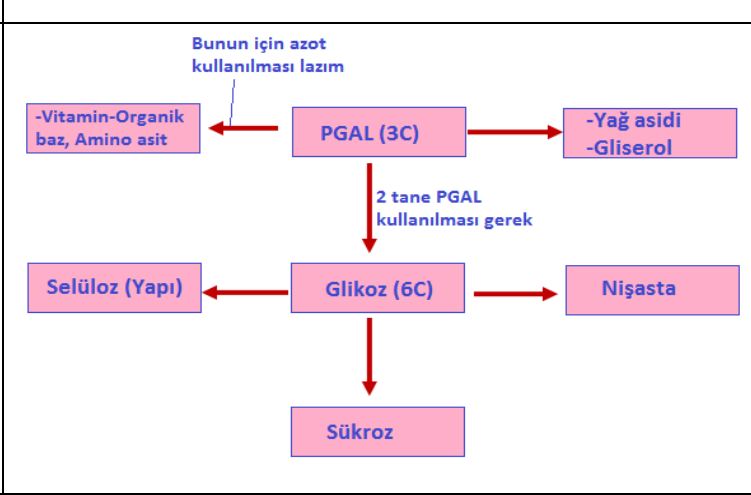 Bunun için azot
kullanılması lazım
-Vitamin-Organik
baz, Amino asit
PGAL (3C)
-Yağ asidi
-Gliserol
2 tane PGAL
kullanılması gerek
Selüloz (Yapı)
Glikoz (6C)
Nişasta
Sükroz